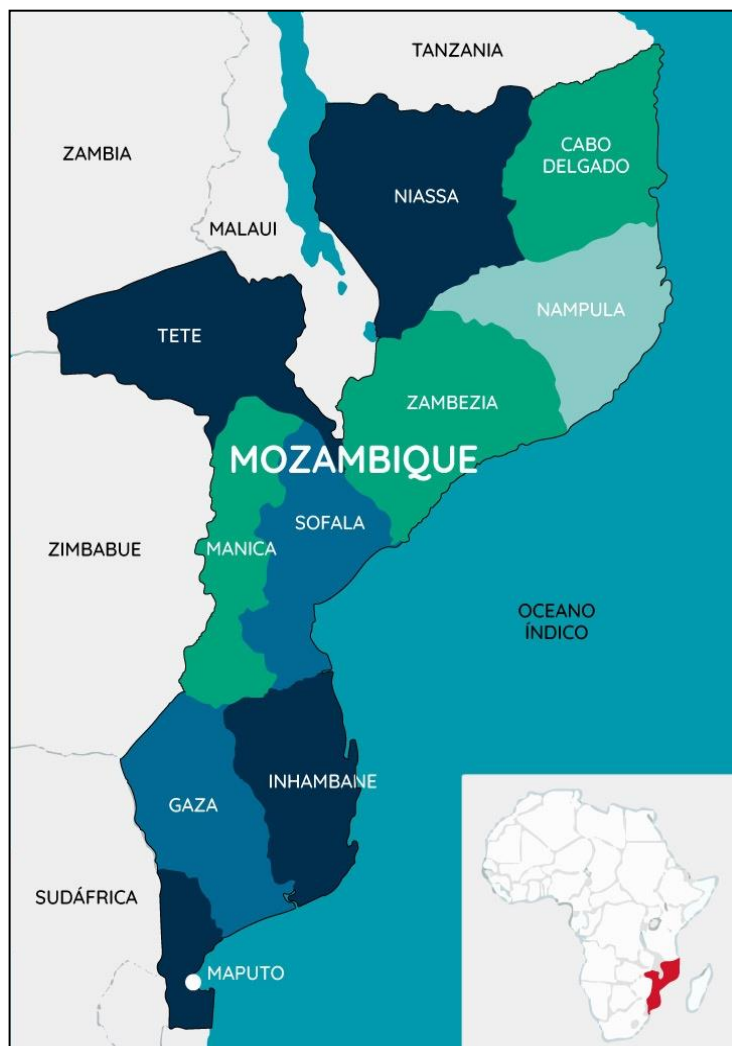 TANZANIA
ZAMBIA
CABO
DELGADO
NIASSA
MALAUI
NAMPULA
TETE
ZAMBEZIA
MOZAMBIQUE
SOFALA
ZIMBABUE
MANICA
OCEANO
ÍNDICO
INHAMBANE
GAZA
SUDÁFRICA
MAPUTO